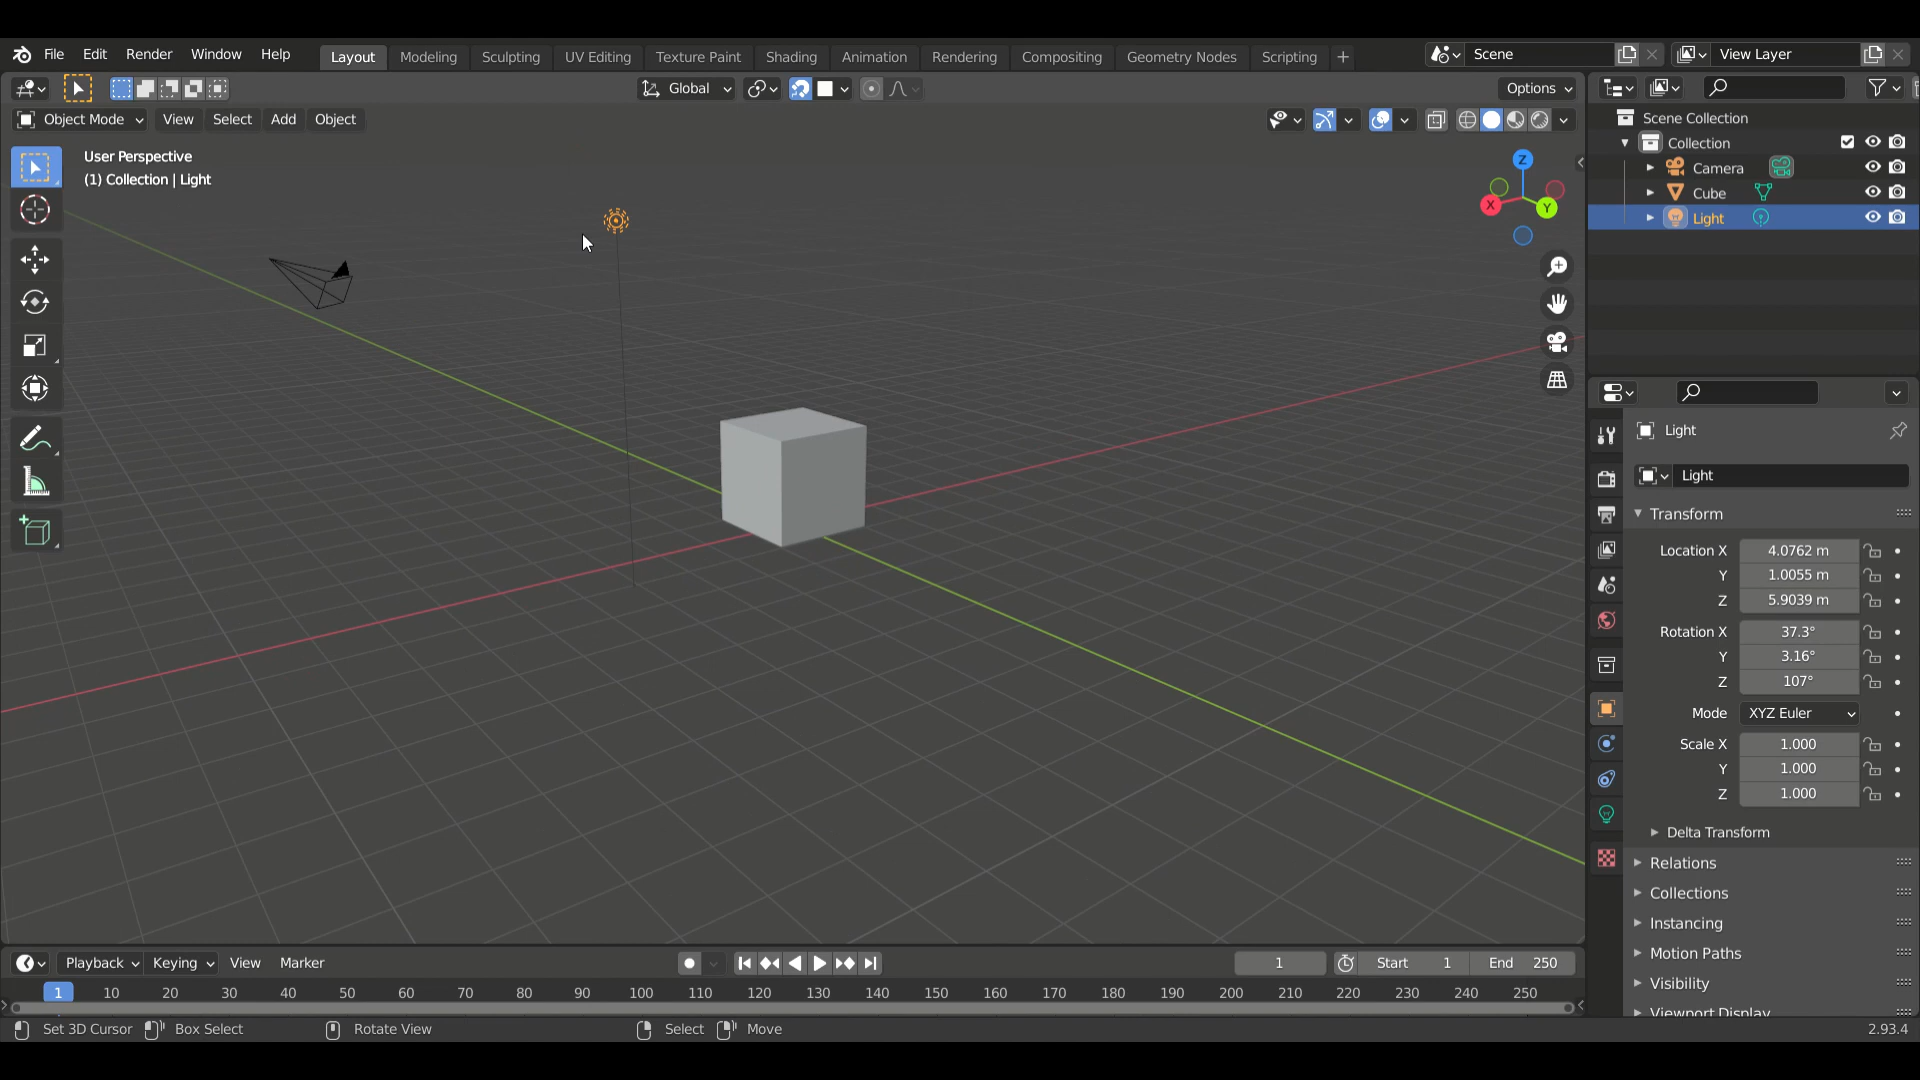 File Edit Render Window Help Layout Modeling Sculpting UV Editing Texture Paint Shading Animation Rendering Compositing Geometry Nodes Scripting + Scene View Layer
Global Options
Object Mode View Select Add Object
User Perspective
(1) Collection | Light
Z
X
Y
Scene Collection
Collection
Camera
Cube
Light
Light
Light
Transform
Location X 4.0762 m
Y 1.0055 m
Z 5.9039 m
Rotation X 37.3°
Y 3.16°
Z 107°
Mode XYZ Euler
Scale X 1.000
Y 1.000
Z 1.000
Delta Transform
Relations
Collections
Instancing
Motion Paths
Visibility
Viewport Display
Playback Keying View Marker 1 Start 1 End 250
1 10 20 30 40 50 60 70 80 90 100 110 120 130 140 150 160 170 180 190 200 210 220 230 240 250
Set 3D Cursor Box Select Rotate View Select Move 2.93.4